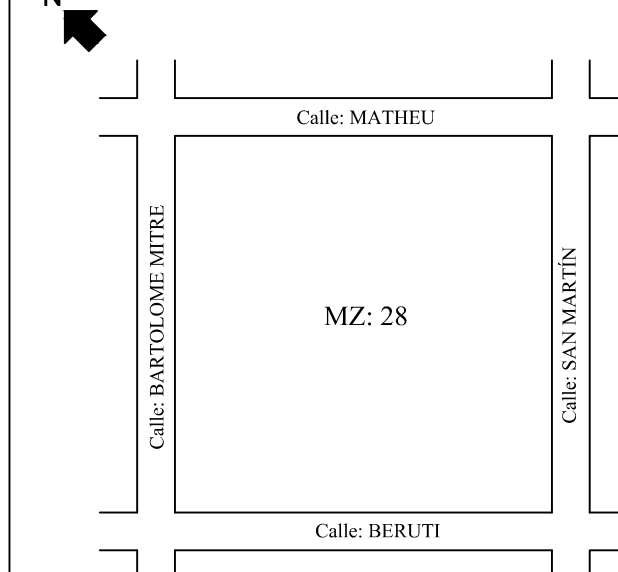 N
Calle: MATHEU
Calle: BARTOLOME MITRE
MZ: 28
Calle: SAN MARTÍN
Calle: BERUTI